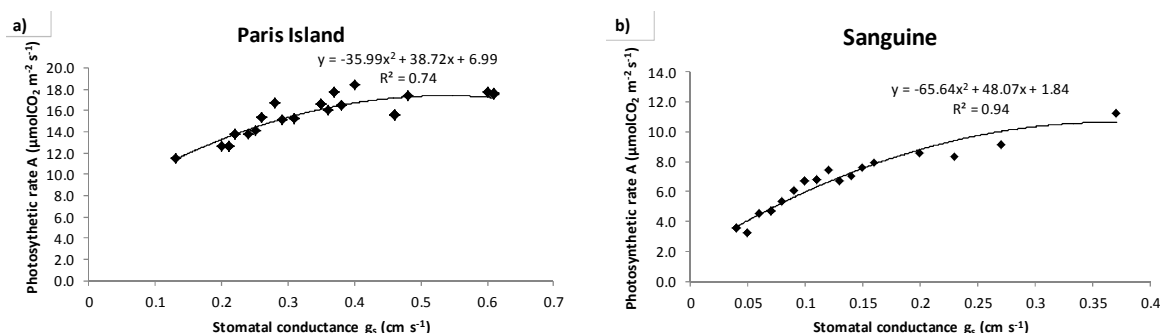 a)
Paris Island
y = -35.99x² + 38.72x + 6.99
R² = 0.74
Photosythetic rate A (µmolCO₂ m⁻² s⁻¹)
20.0
18.0
16.0
14.0
12.0
10.0
8.0
6.0
4.0
2.0
0.0
0 0.1 0.2 0.3 0.4 0.5 0.6 0.7
Stomatal conductance gₛ (cm s⁻¹)
b)
Sanguine
y = -65.64x² + 48.07x + 1.84
R² = 0.94
Photosynthetic rate A (µmolCO₂ m⁻² s⁻¹)
14.0
12.0
10.0
8.0
6.0
4.0
2.0
0.0
0 0.05 0.1 0.15 0.2 0.25 0.3 0.35 0.4
Stomatal conductance gₛ (cm s⁻¹)